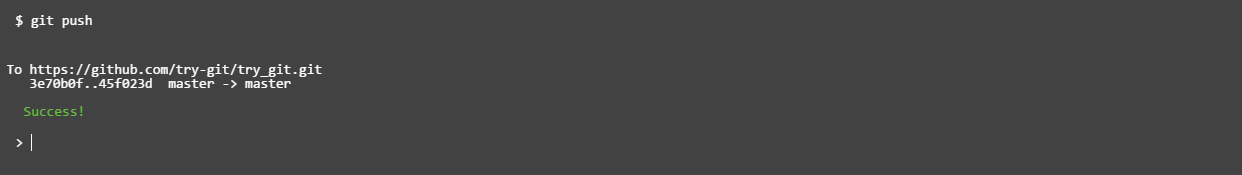 $ git push
To https://github.com/try-git/try_git.git
3e70b0f..45f023d master -> master
Success!
>